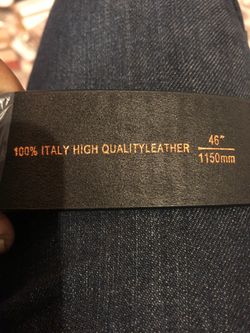 100% ITALY HIGH QUALITYLEATHER
46"
1150mm